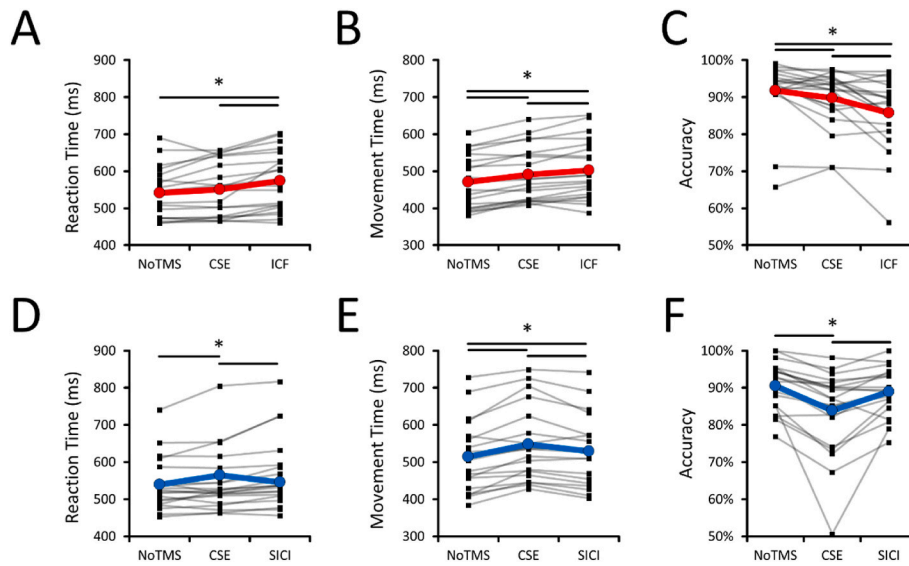 A
Reaction Time (ms)
900
800
700
600
500
400
NoTMS CSE ICF
*
B
Movement Time (ms)
800
700
600
500
400
300
NoTMS CSE ICF
*
C
Accuracy
100%
90%
80%
70%
60%
50%
NoTMS CSE ICF
*
D
Reaction Time (ms)
900
800
700
600
500
400
NoTMS CSE SICI
*
E
Movement Time (ms)
800
700
600
500
400
300
NoTMS CSE SICI
*
F
Accuracy
100%
90%
80%
70%
60%
50%
NoTMS CSE SICI
*